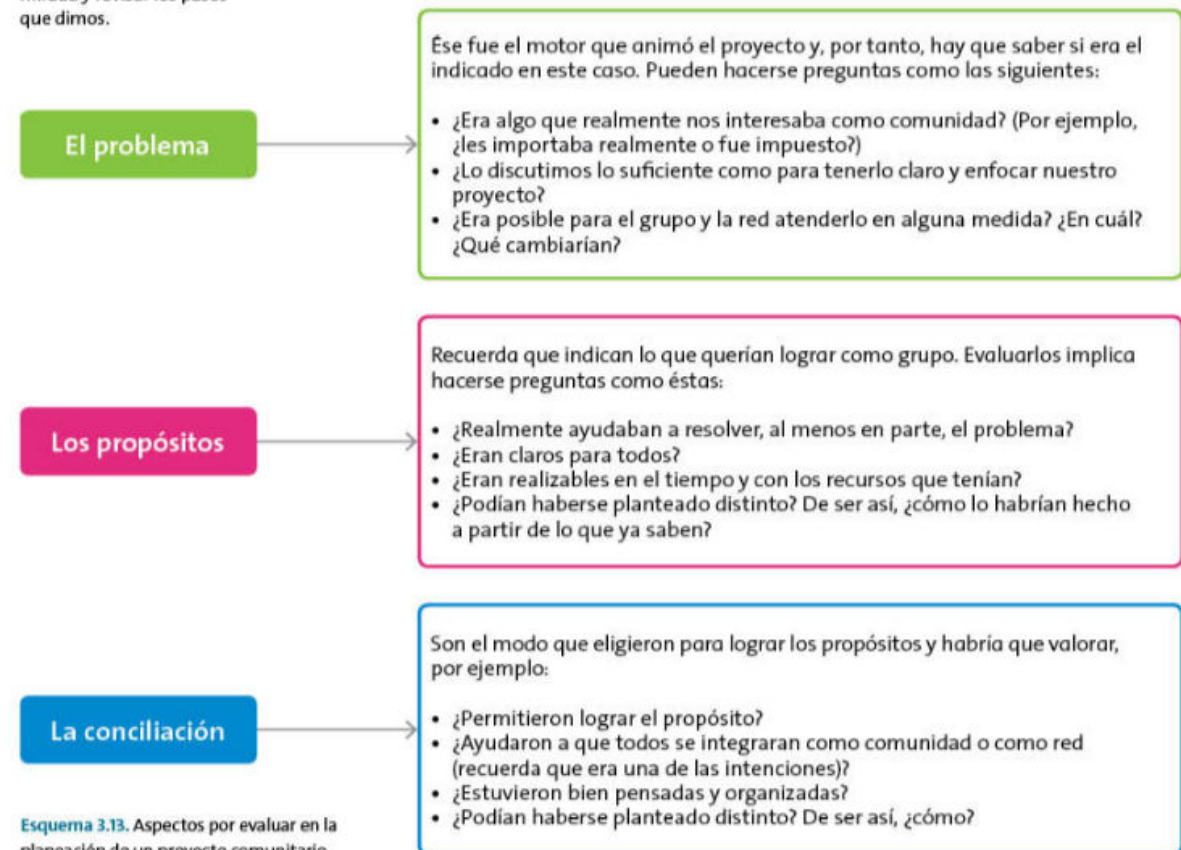 que dimos.
El problema
Ése fue el motor que animó el proyecto y, por tanto, hay que saber si era el
indicado en este caso. Pueden hacerse preguntas como las siguientes:
• ¿Era algo que realmente nos interesaba como comunidad? (Por ejemplo,
¿les importaba realmente o fue impuesto?)
• ¿Lo discutimos lo suficiente como para tenerlo claro y enfocar nuestro
proyecto?
• ¿Era posible para el grupo y la red atenderlo en alguna medida? ¿En cuál?
¿Qué cambiarían?
Los propósitos
Recuerda que indican lo que querían lograr como grupo. Evaluarlos implica
hacerse preguntas como éstas:
• ¿Realmente ayudaban a resolver, al menos en parte, el problema?
• ¿Eran claros para todos?
• ¿Eran realizables en el tiempo y con los recursos que tenían?
• ¿Podían haberse planteado distinto? De ser así, ¿cómo lo habrían hecho
a partir de lo que ya saben?
La conciliación
Son el modo que eligieron para lograr los propósitos y habría que valorar,
por ejemplo:
• ¿Permitieron lograr el propósito?
• ¿Ayudaron a que todos se integraran como comunidad o como red
(recuerda que era una de las intenciones)?
• ¿Estuvieron bien pensadas y organizadas?
• ¿Podían haberse planteado distinto? De ser así, ¿cómo?
Esquema 3.13. Aspectos por evaluar en la
planeación de un proyecto comunitario